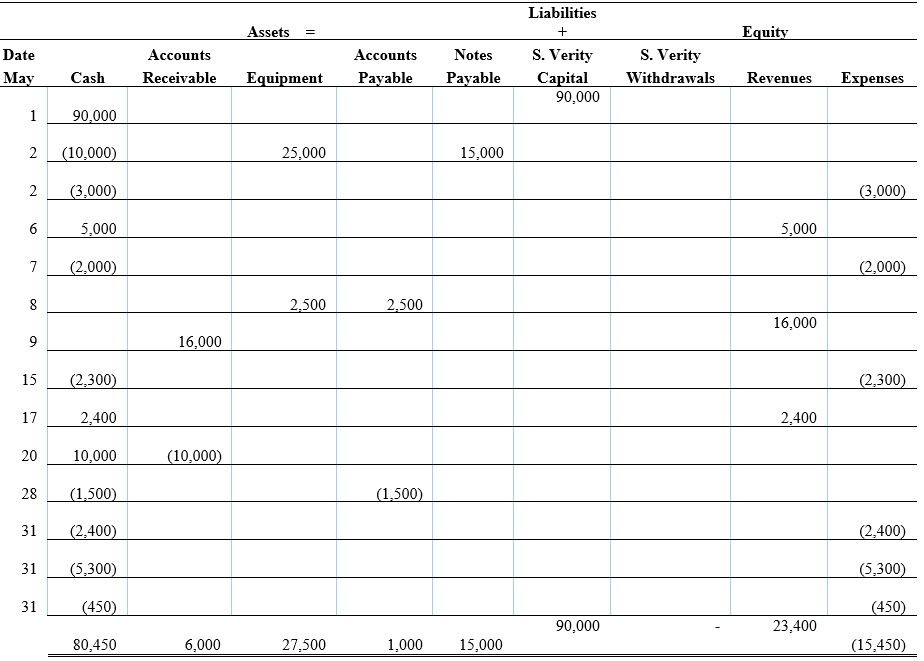 Liabilities
Assets = + Equity
Date Accounts Accounts Notes S. Verity S. Verity
May Cash Receivable Equipment Payable Payable Capital Withdrawals Revenues Expenses
90,000
1 90,000
2 (10,000) 25,000 15,000
2 (3,000) (3,000)
6 5,000 5,000
7 (2,000) (2,000)
8 2,500 2,500
16,000
9 16,000
15 (2,300) (2,300)
17 2,400 2,400
20 10,000 (10,000)
28 (1,500) (1,500)
31 (2,400) (2,400)
31 (5,300) (5,300)
31 (450) (450)
90,000 - 23,400
80,450 6,000 27,500 1,000 15,000 (15,450)